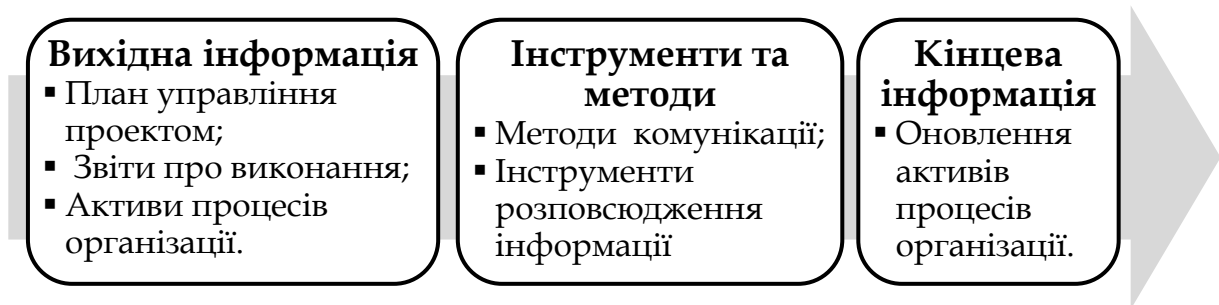 Вихідна інформація
▪ План управління
проектом;
▪ Звіти про виконання;
▪ Активи процесів
організації.
Інструменти та
методи
▪ Методи комунікації;
▪ Інструменти
розповсюдження
інформації
Кінцева
інформація
▪ Оновлення
активів
процесів
організації.